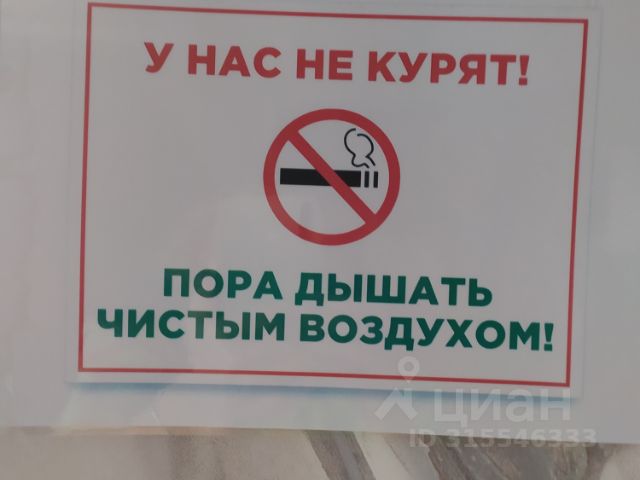 У НАС НЕ КУРЯТ!
ПОРА ДЫШАТЬ
ЧИСТЫМ ВОЗДУХОМ!
циан
ID 315546333